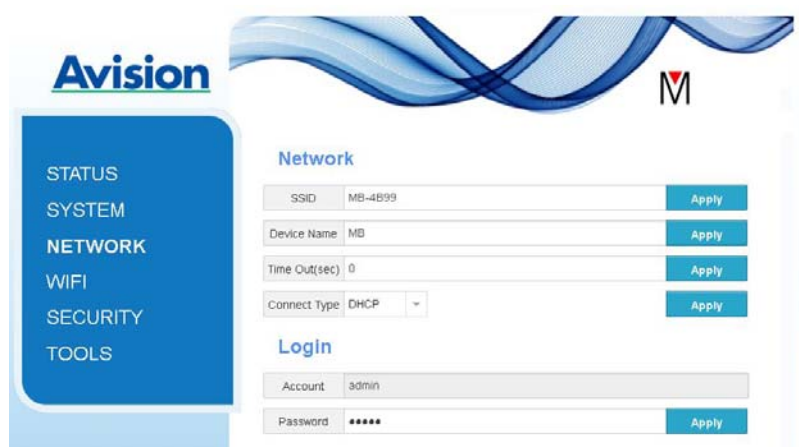 Avision
M
STATUS
SYSTEM
NETWORK
WIFI
SECURITY
TOOLS
Network
SSID MB-4B99 Apply
Device Name MB Apply
Time Out(sec) 0 Apply
Connect Type DHCP Apply
Login
Account admin
Password ●●●●● Apply